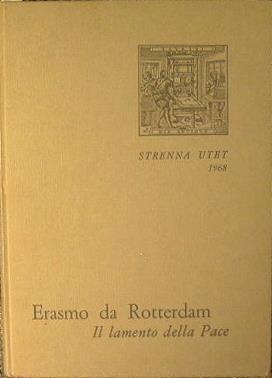 STRENNA UTET
1968
Erasmo da Rotterdam
Il lamento della Pace